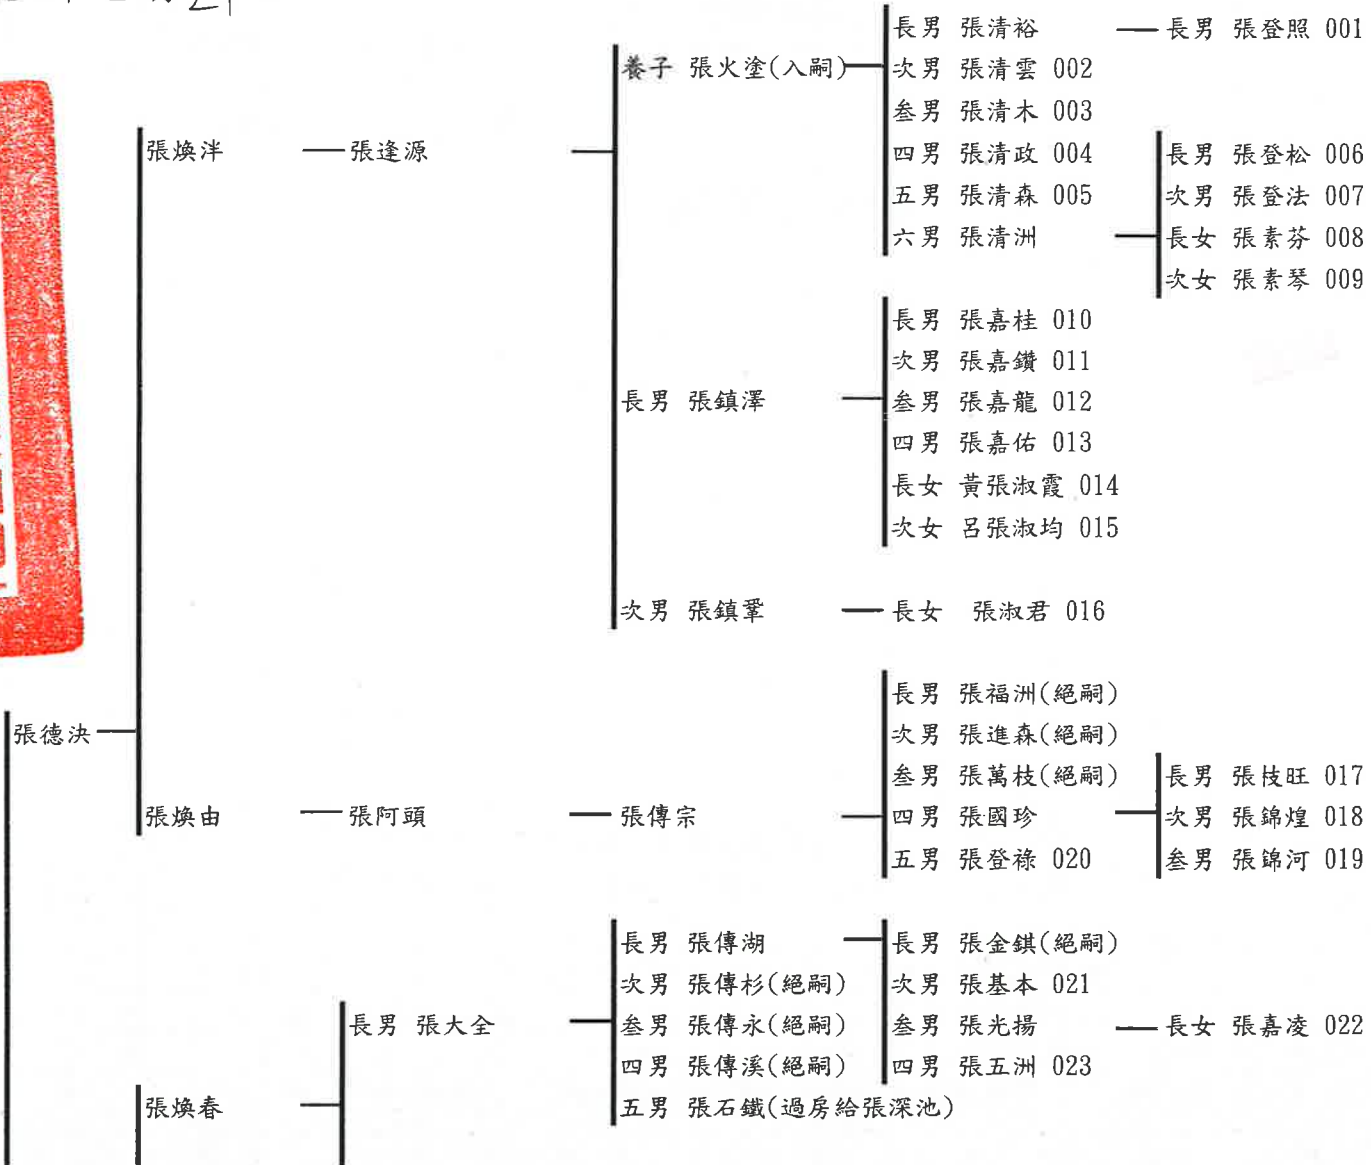 長男 張清裕 長男 張登照 001
養子 張火塗(入嗣) 次男 張清雲 002
叁男 張清木 003
張煥泮 張逢源 四男 張清政 004 長男 張登松 006
五男 張清森 005 次男 張登法 007
六男 張清洲 長女 張素芬 008
次女 張素琴 009
長男 張嘉桂 010
次男 張嘉鑽 011
長男 張鎮澤 叁男 張嘉龍 012
四男 張嘉佑 013
長女 黃張淑霞 014
次女 呂張淑均 015
次男 張鎮鞏 長女 張淑君 016
長男 張福洲(絕嗣)
張德決 次男 張進森(絕嗣)
叁男 張萬枝(絕嗣) 長男 張枝旺 017
張煥由 張阿頭 張傳宗 四男 張國珍 次男 張錦煌 018
五男 張登祿 020 叁男 張錦河 019
長男 張傳湖 長男 張金錤(絕嗣)
次男 張傳杉(絕嗣) 次男 張基本 021
長男 張大全 叁男 張傳永(絕嗣) 叁男 張光揚 長女 張嘉凌 022
四男 張傳溪(絕嗣) 四男 張五洲 023
張煥春 五男 張石鐵(過房給張深池)